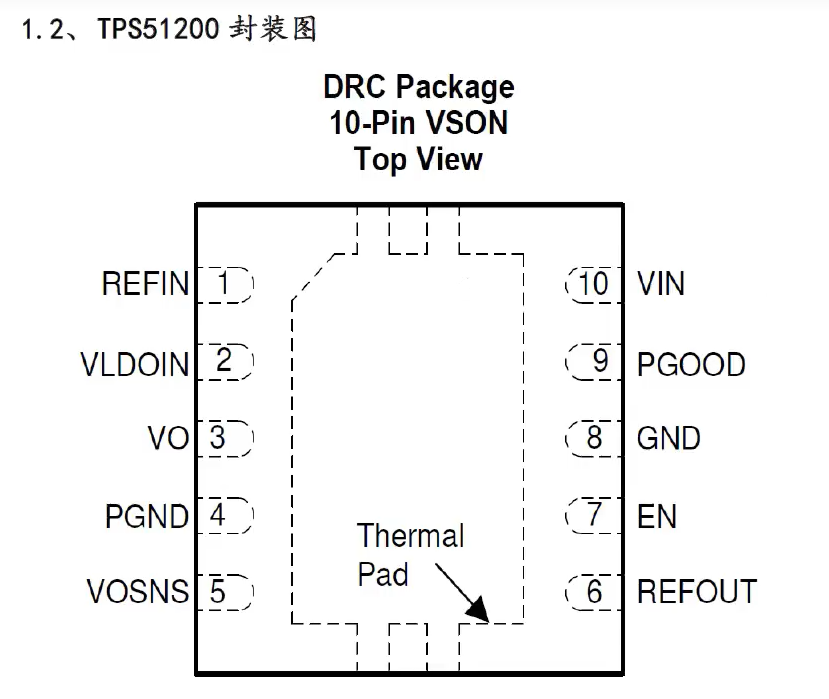 1.2、TPS51200 封装图
DRC Package
10-Pin VSON
Top View
REFIN 1 10 VIN
VLDOIN 2 9 PGOOD
VO 3 8 GND
PGND 4 7 EN
Thermal
Pad
VOSNS 5 6 REFOUT